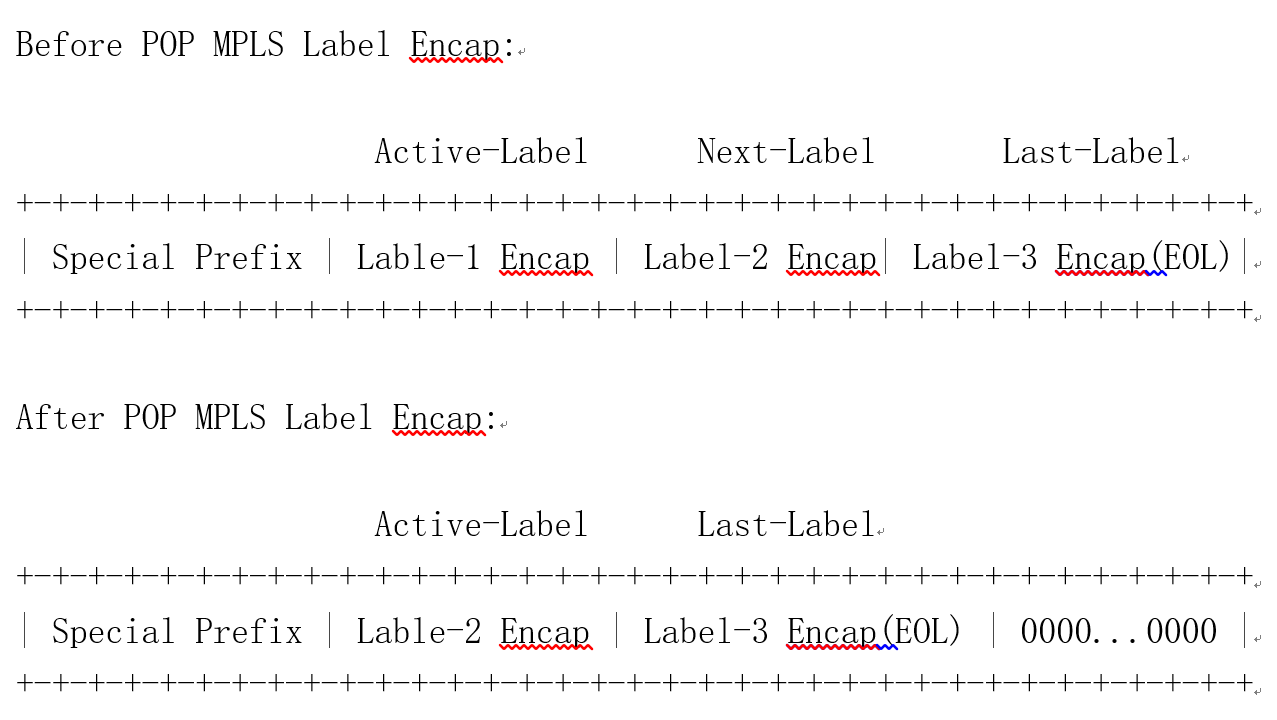 Before POP MPLS Label Encap:
Active-Label Next-Label Last-Label
+-+-+-+-+-+-+-+-+-+-+-+-+-+-+-+-+-+-+-+-+-+-+-+-+-+-+-+-+-+-+-+-+-+-+
| Special Prefix | Lable-1 Encap | Label-2 Encap| Label-3 Encap(EOL)|
+-+-+-+-+-+-+-+-+-+-+-+-+-+-+-+-+-+-+-+-+-+-+-+-+-+-+-+-+-+-+-+-+-+-+
After POP MPLS Label Encap:
Active-Label Last-Label
+-+-+-+-+-+-+-+-+-+-+-+-+-+-+-+-+-+-+-+-+-+-+-+-+-+-+-+-+-+-+-+-+-+-+
| Special Prefix | Lable-2 Encap | Label-3 Encap(EOL) | 0000...0000 |
+-+-+-+-+-+-+-+-+-+-+-+-+-+-+-+-+-+-+-+-+-+-+-+-+-+-+-+-+-+-+-+-+-+-+